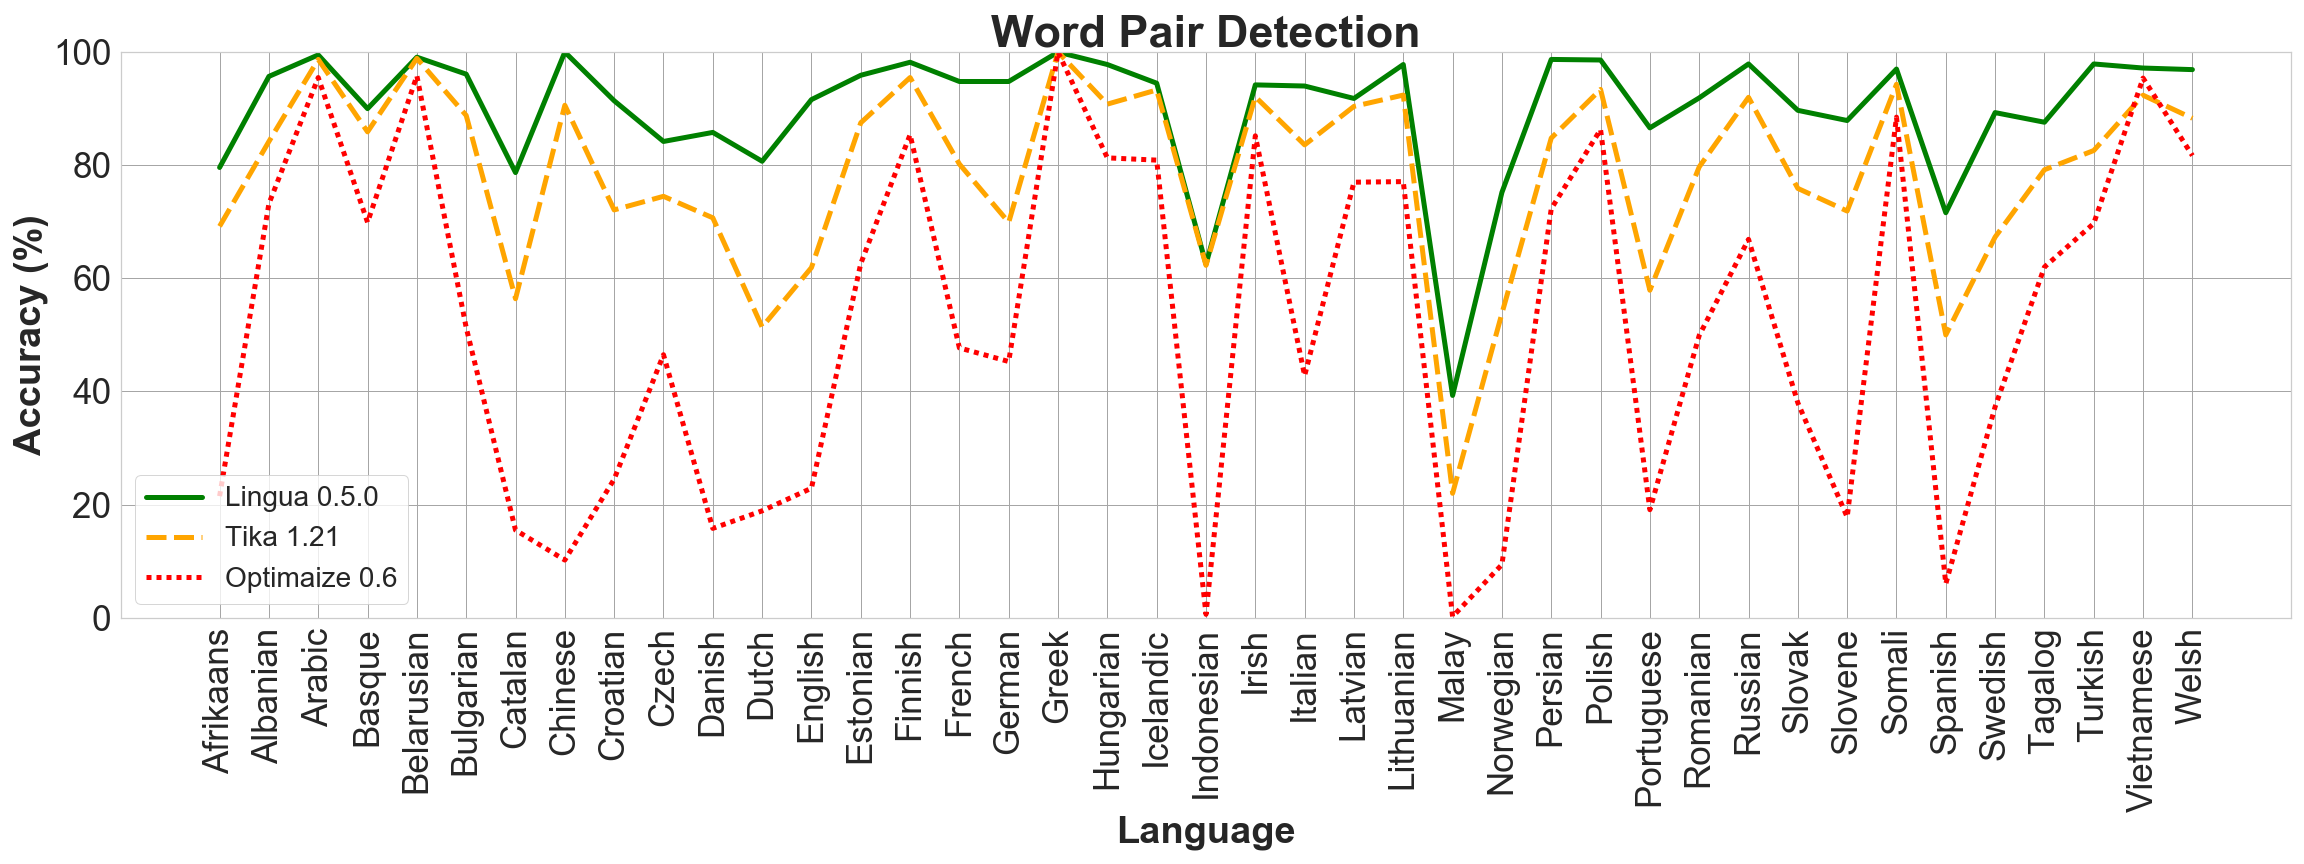 Word Pair Detection
Accuracy (%)
100
80
60
40
20
0
Lingua 0.5.0
Tika 1.21
Optimaize 0.6
Afrikaans
Albanian
Arabic
Basque
Belarusian
Bulgarian
Catalan
Chinese
Croatian
Czech
Danish
Dutch
English
Estonian
Finnish
French
German
Greek
Hungarian
Icelandic
Indonesian
Irish
Italian
Latvian
Lithuanian
Malay
Norwegian
Persian
Polish
Portuguese
Romanian
Russian
Slovak
Slovene
Somali
Spanish
Swedish
Tagalog
Turkish
Vietnamese
Welsh
Language